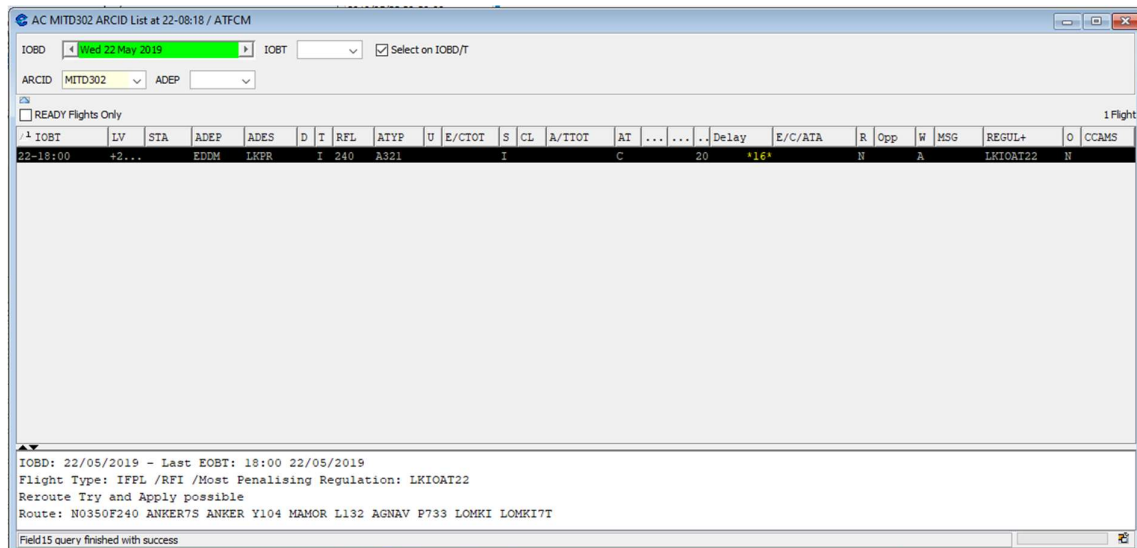 AC MITD302 ARCID List at 22-08:18 / ATFCM
IOBD Wed 22 May 2019 IOBT Select on IOBD/T
ARCID MITD302 ADEP
READY Flights Only 1 Flight
/1 IOBT LV STA ADEP ADES D T RFL ATYP U E/CTOT S CL A/TTOT AT ... ... .. Delay E/C/ATA R Opp W MSG REGUL+ O CCAMS
22-18:00 +2... EDDM LKPR I 240 A321 I C 20 *16* N A LKIOAT22 N
IOBD: 22/05/2019 - Last EOBT: 18:00 22/05/2019
Flight Type: IFPL /RFI /Most Penalising Regulation: LKIOAT22
Reroute Try and Apply possible
Route: N0350F240 ANKER7S ANKER Y104 MAMOR L132 AGNAV P733 LOMKI LOMKI7T
Field15 query finished with success